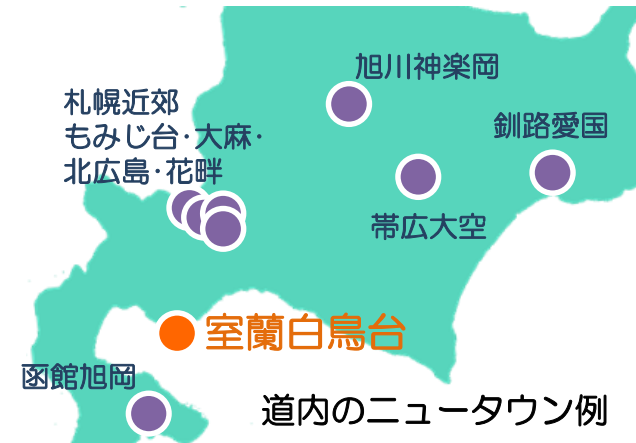 旭川神楽岡
札幌近郊
もみじ台・大麻・
北広島・花畔
釧路愛国
帯広大空
室蘭白鳥台
函館旭岡
道内のニュータウン例